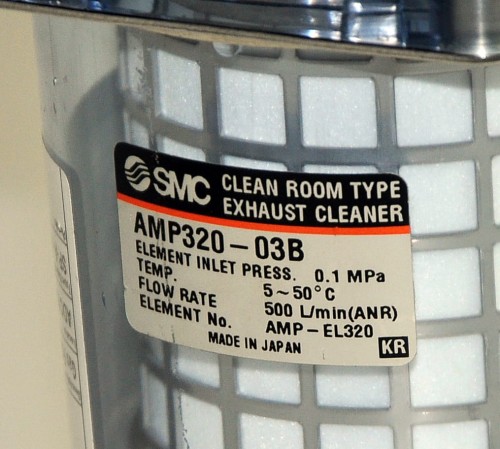 SMC CLEAN ROOM TYPE
EXHAUST CLEANER
AMP320-03B
ELEMENT INLET PRESS. 0.1 MPa
TEMP. 5~50°C
FLOW RATE 500 L/min(ANR)
ELEMENT No. AMP-EL320
MADE IN JAPAN KR